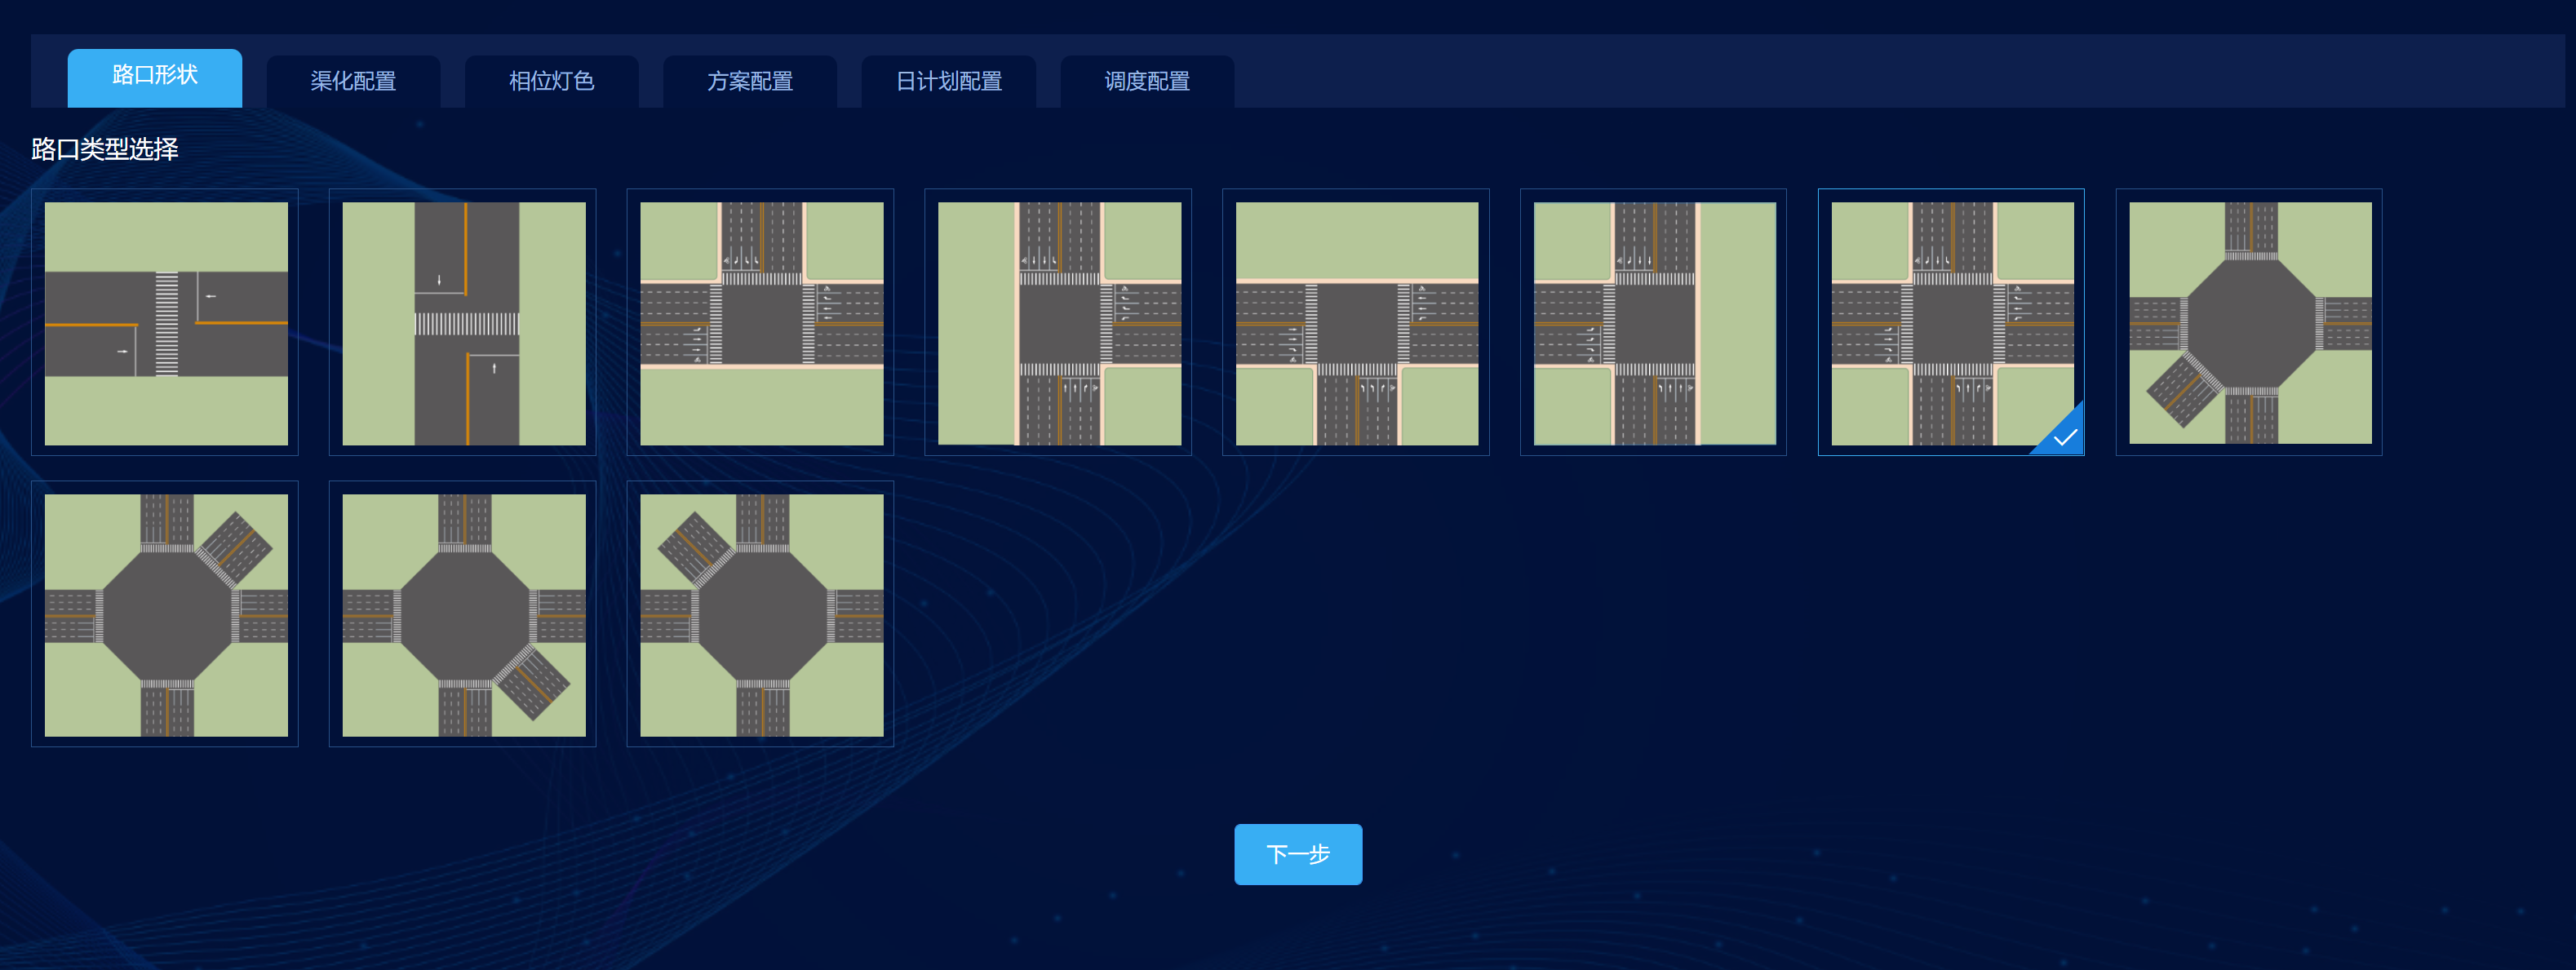 路口形状
渠化配置
相位灯色
方案配置
日计划配置
调度配置
路口类型选择
下一步